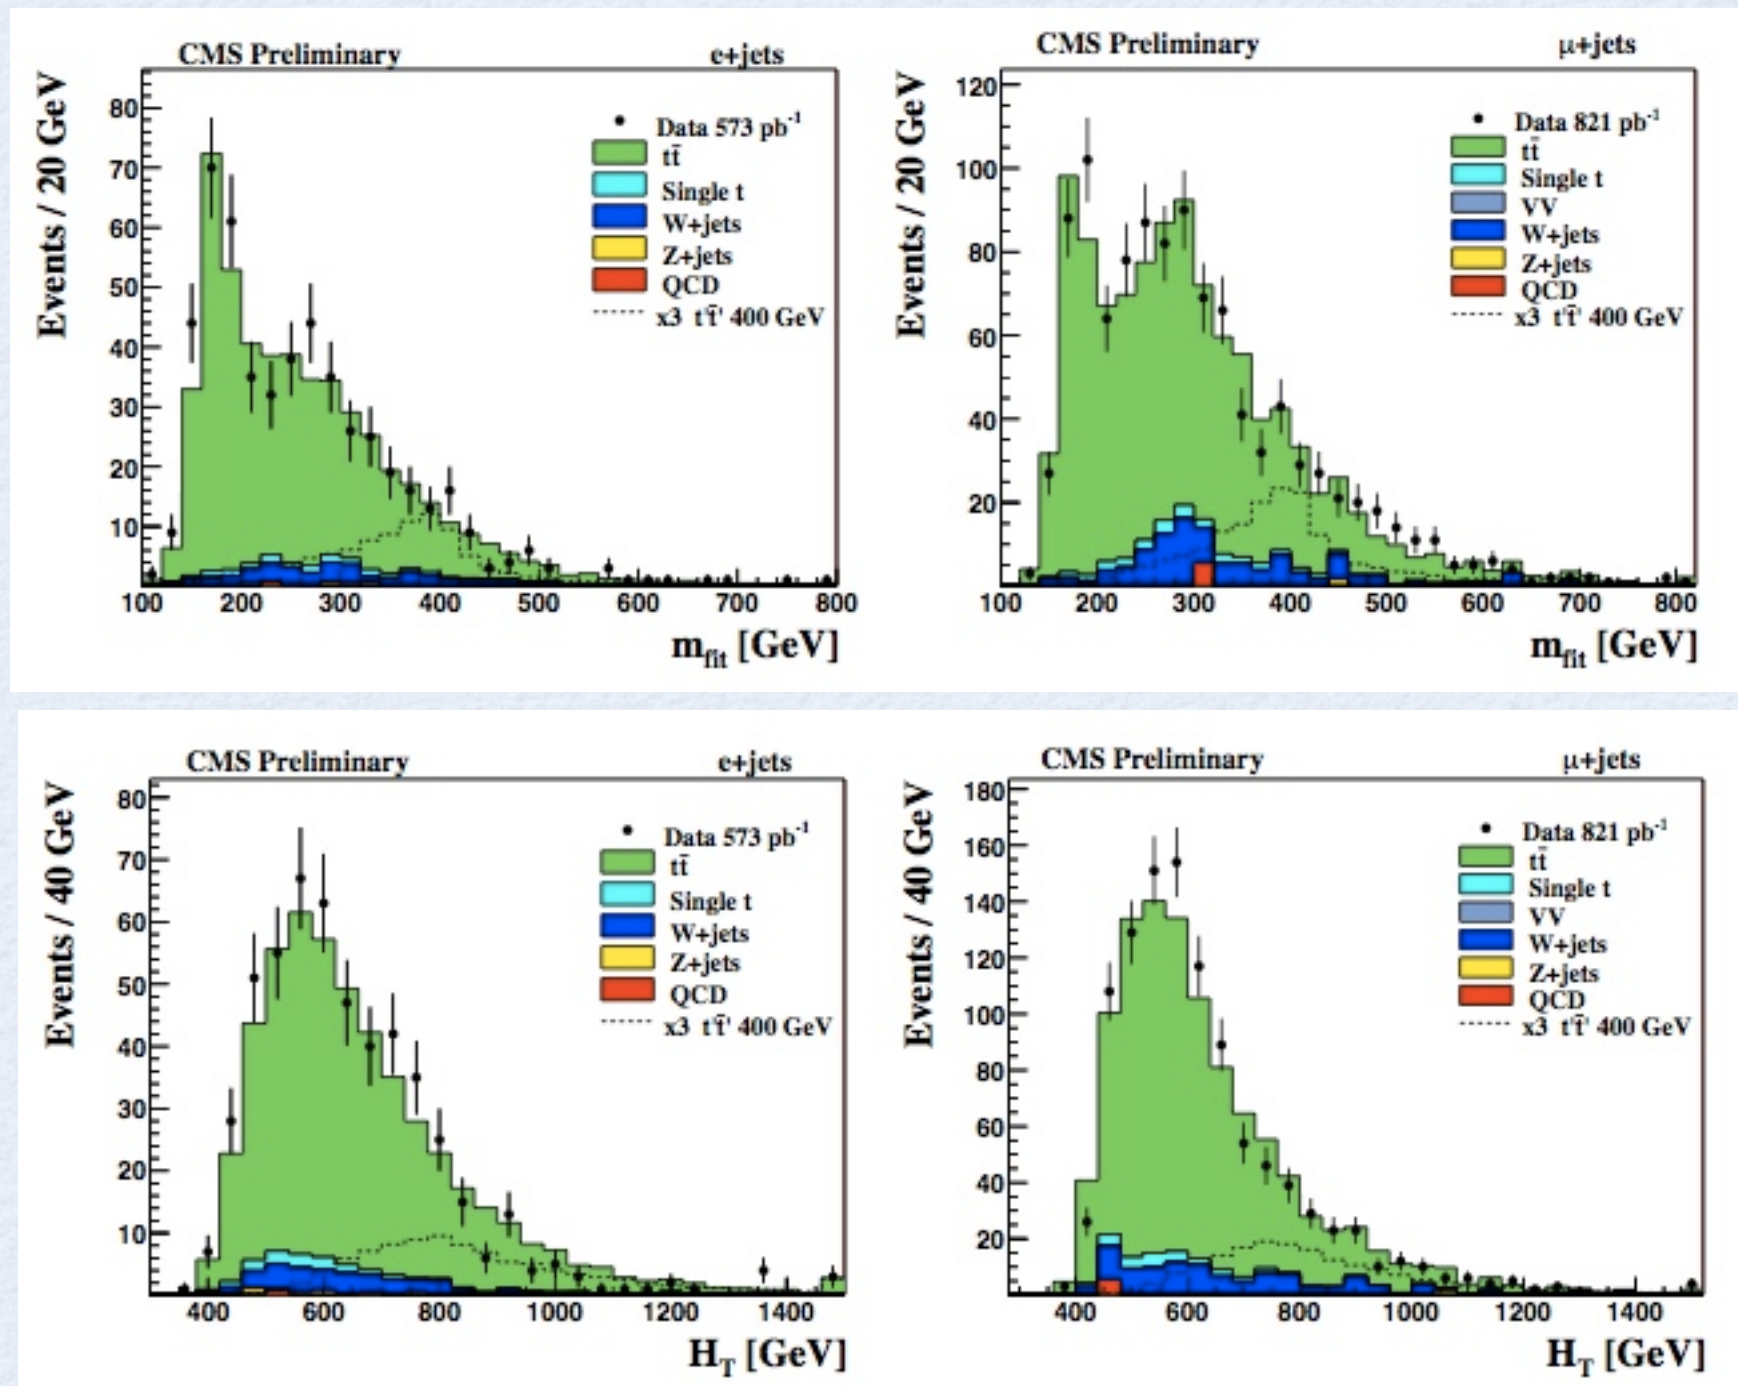 CMS Preliminary e+jets
Events / 20 GeV
80
70
60
50
40
30
20
10
Data 573 pb⁻¹
tt̄
Single t
W+jets
Z+jets
QCD
x3 t't̄' 400 GeV
100 200 300 400 500 600 700 800
m_fit [GeV]
CMS Preliminary μ+jets
Events / 20 GeV
120
100
80
60
40
20
Data 821 pb⁻¹
tt̄
Single t
VV
W+jets
Z+jets
QCD
x3 t't̄' 400 GeV
100 200 300 400 500 600 700 800
m_fit [GeV]
CMS Preliminary e+jets
Events / 40 GeV
80
70
60
50
40
30
20
10
Data 573 pb⁻¹
tt̄
Single t
W+jets
Z+jets
QCD
x3 t't̄' 400 GeV
400 600 800 1000 1200 1400
H_T [GeV]
CMS Preliminary μ+jets
Events / 40 GeV
180
160
140
120
100
80
60
40
20
Data 821 pb⁻¹
tt̄
Single t
VV
W+jets
Z+jets
QCD
x3 t't̄' 400 GeV
400 600 800 1000 1200 1400
H_T [GeV]